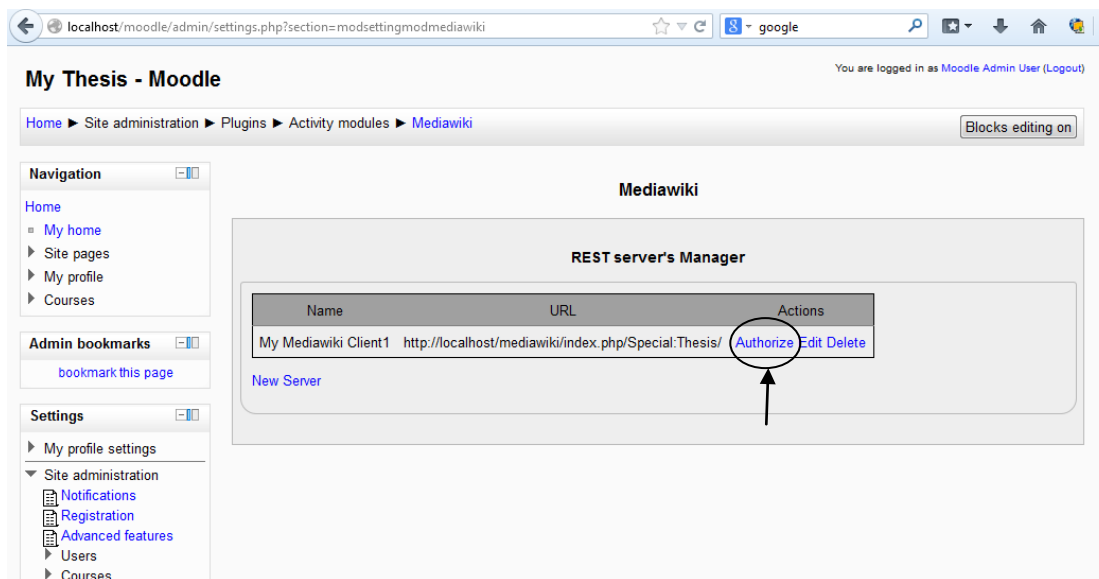 localhost/moodle/admin/settings.php?section=modsettingmodmediawiki
8 google
My Thesis - Moodle
You are logged in as Moodle Admin User (Logout)
Home ► Site administration ► Plugins ► Activity modules ► Mediawiki
Blocks editing on
Navigation
Home
My home
Site pages
My profile
Courses
Admin bookmarks
bookmark this page
Settings
My profile settings
Site administration
Notifications
Registration
Advanced features
Users
Courses
Mediawiki
REST server's Manager
Name URL Actions
My Mediawiki Client1 http://localhost/mediawiki/index.php/Special:Thesis/ Authorize Edit Delete
New Server